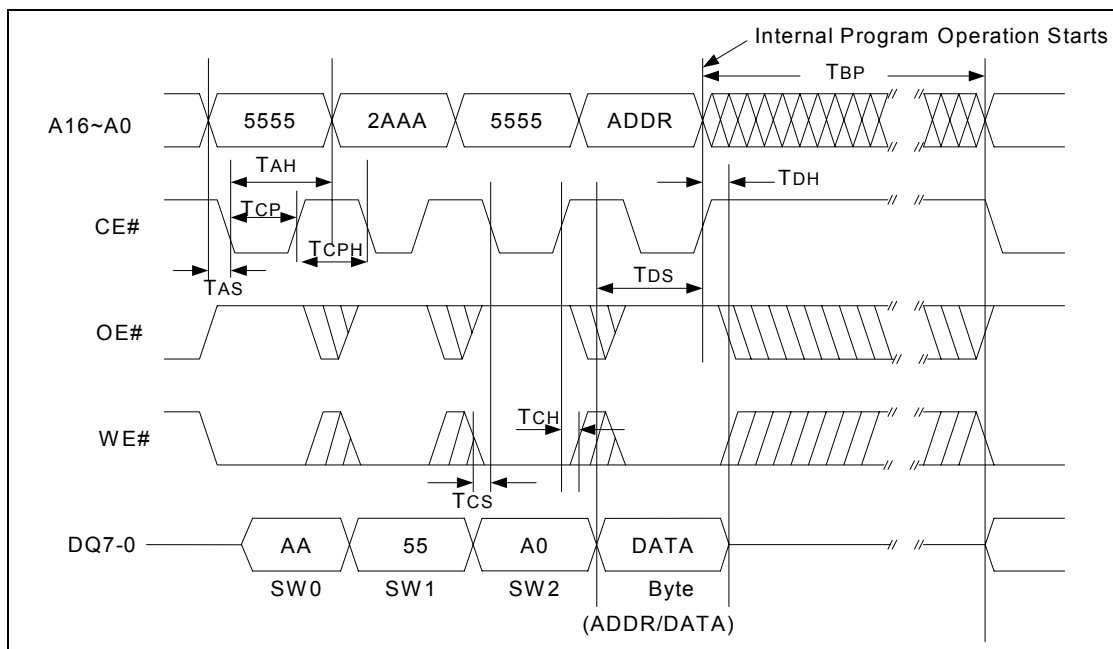 Internal Program Operation Starts
TBP
A16~A0
5555
2AAA
5555
ADDR
TAH
TDH
CE#
TCP
TCPH
TAS
TDS
OE#
WE#
TCH
TCS
DQ7-0
AA
55
A0
DATA
SW0
SW1
SW2
Byte
(ADDR/DATA)